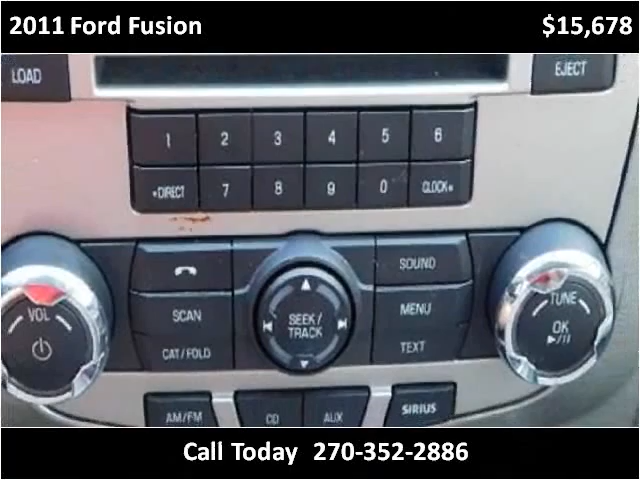 2011 Ford Fusion $15,678
LOAD EJECT
1 2 3 4 5 6
*DIRECT 7 8 9 0 CLOCK*
SOUND
VOL SCAN SEEK/ MENU TUNE
TRACK OK
CAT/FOLD TEXT
AM/FM CD AUX SIRIUS
Call Today 270-352-2886